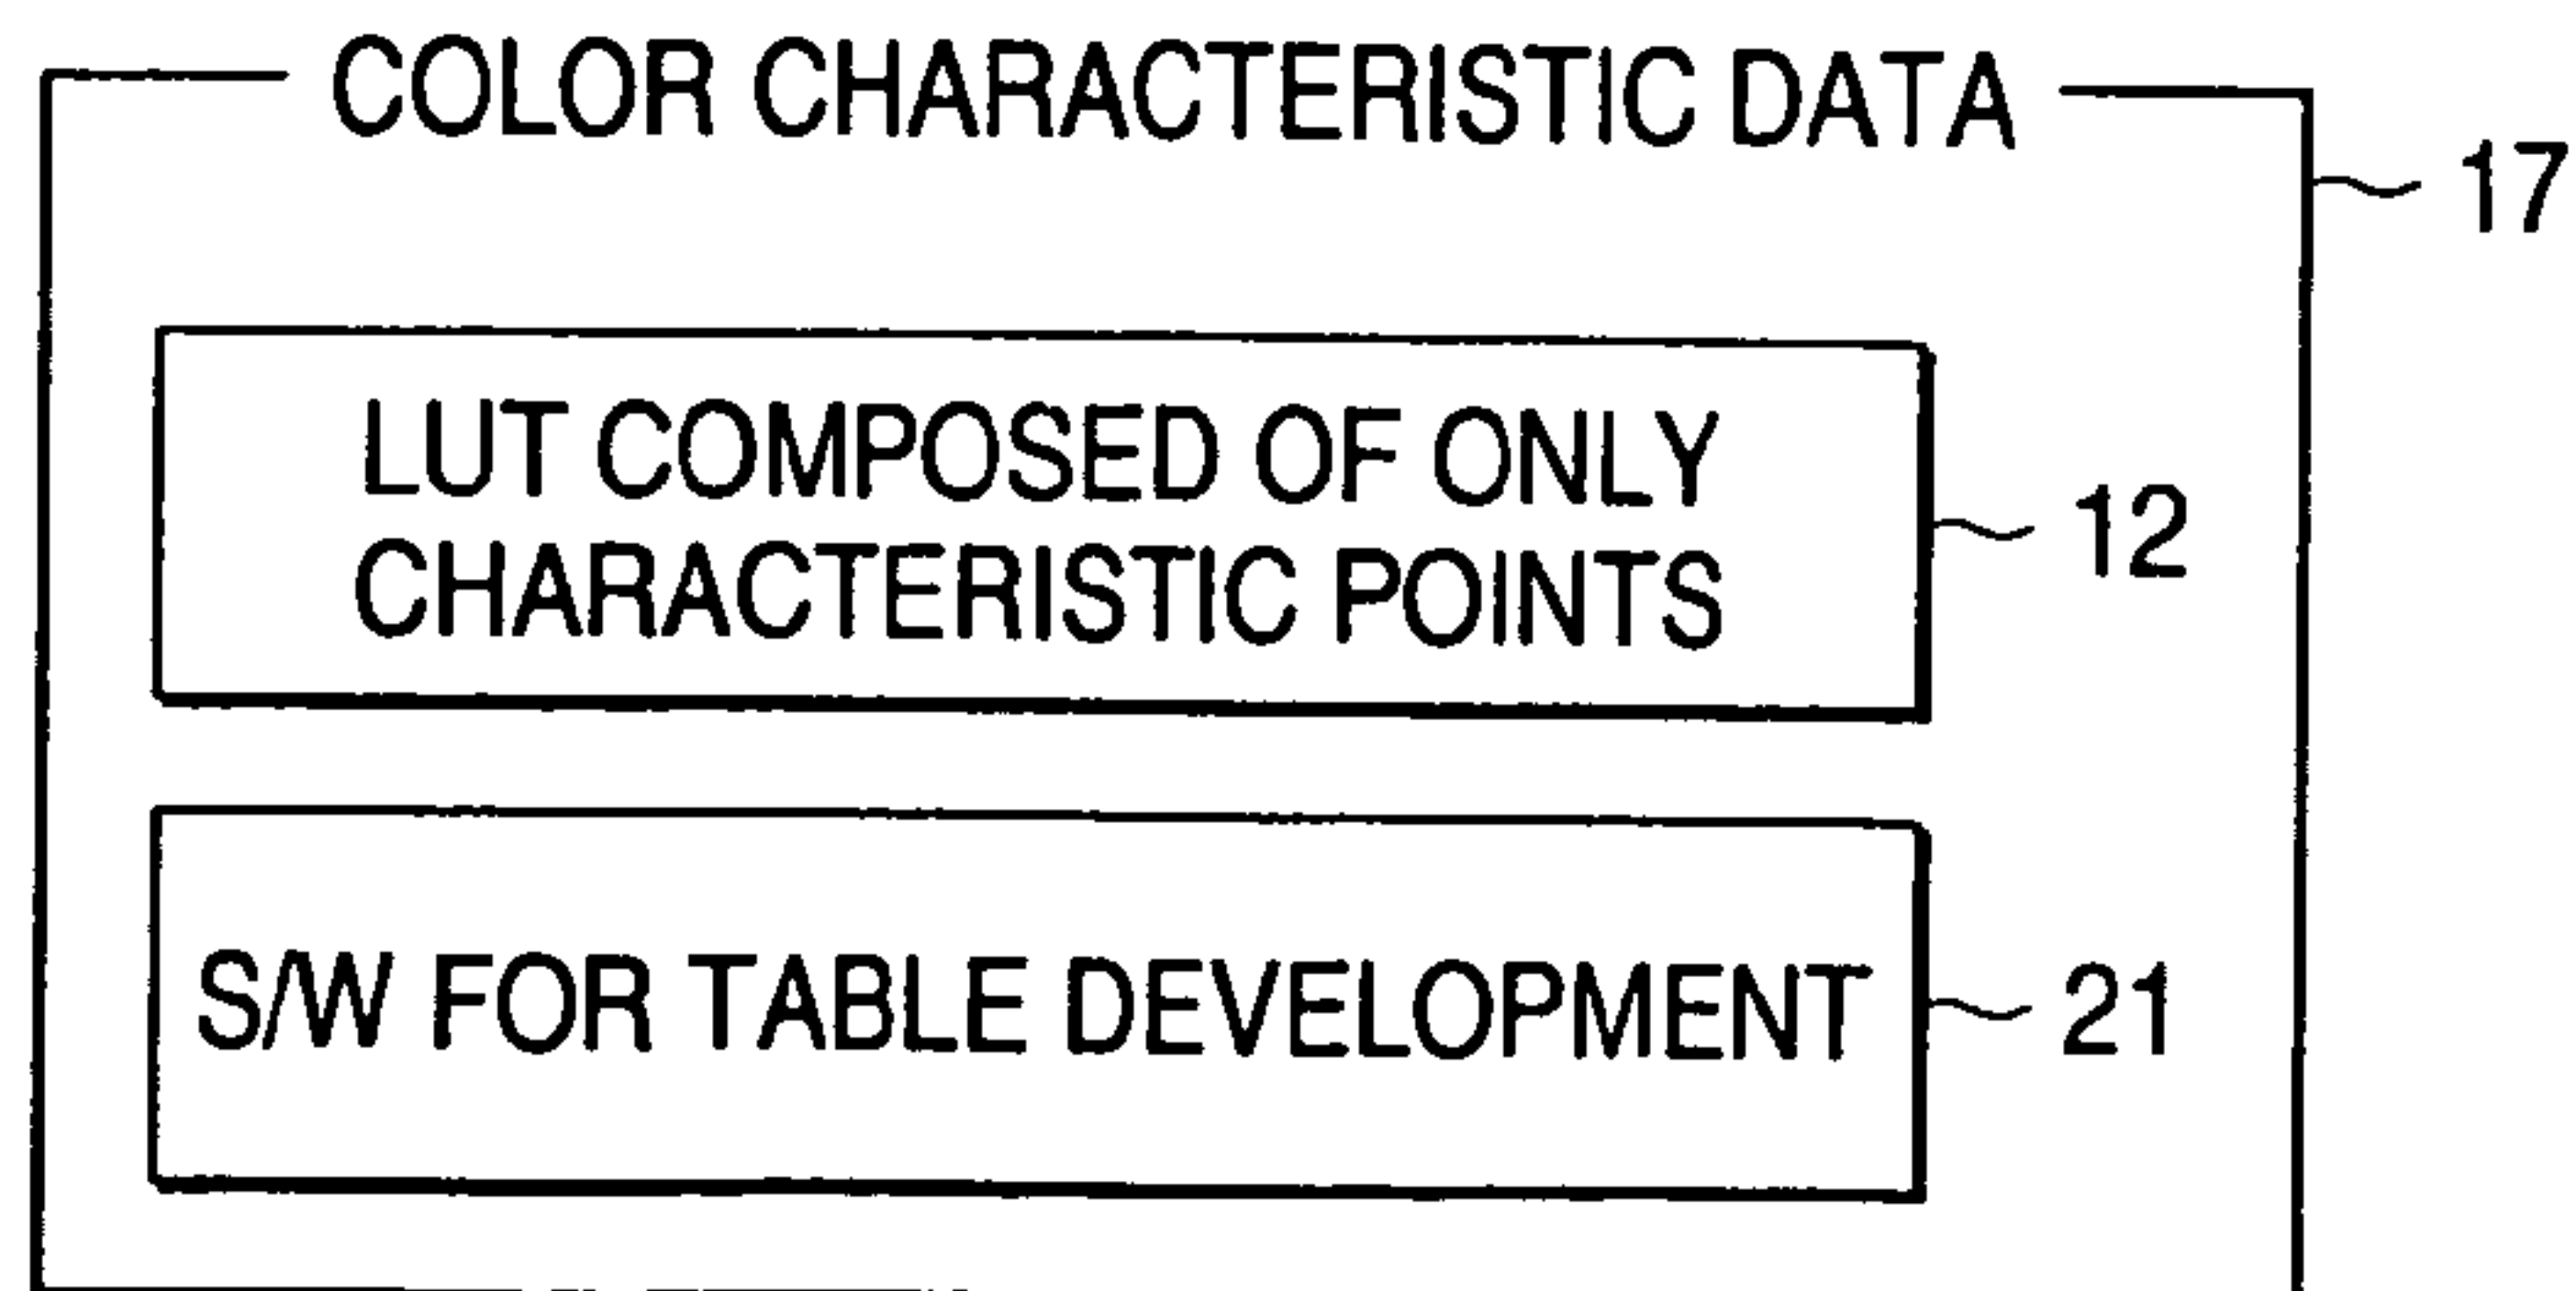 COLOR CHARACTERISTIC DATA
17
LUT COMPOSED OF ONLY
CHARACTERISTIC POINTS
12
S/W FOR TABLE DEVELOPMENT
21